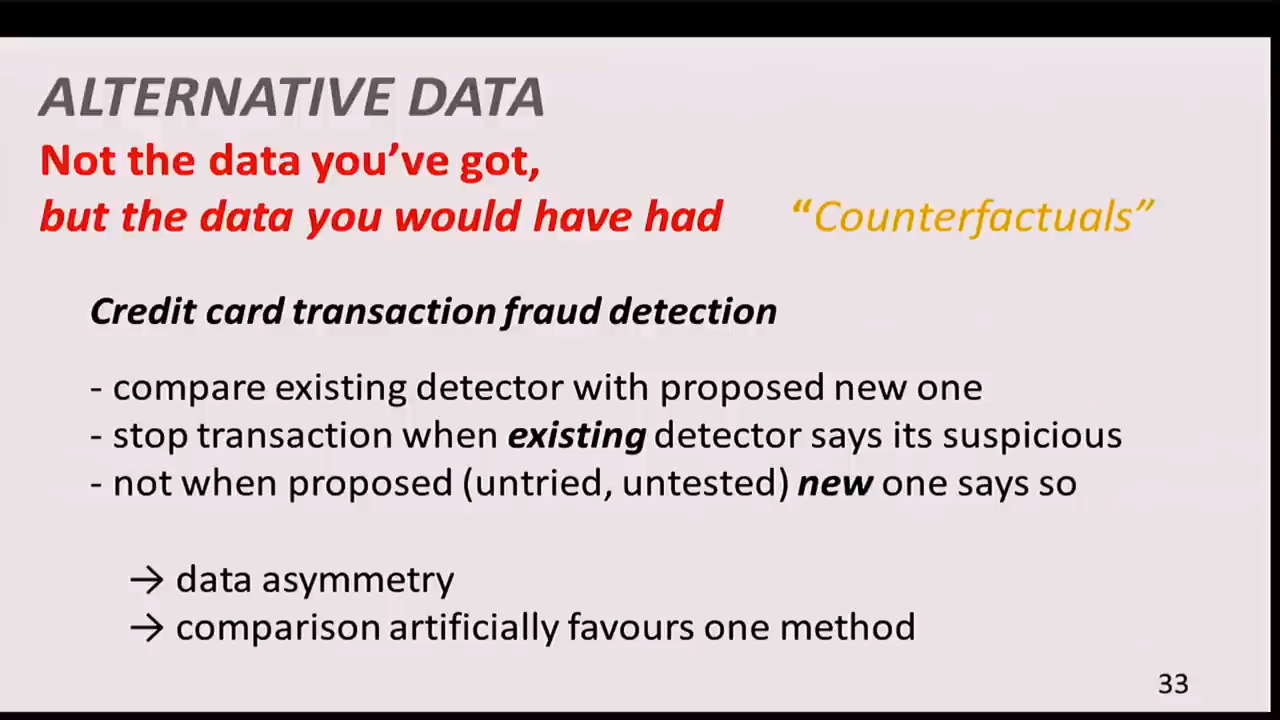 ALTERNATIVE DATA
Not the data you’ve got,
but the data you would have had “Counterfactuals”
Credit card transaction fraud detection
- compare existing detector with proposed new one
- stop transaction when existing detector says its suspicious
- not when proposed (untried, untested) new one says so
→ data asymmetry
→ comparison artificially favours one method
33